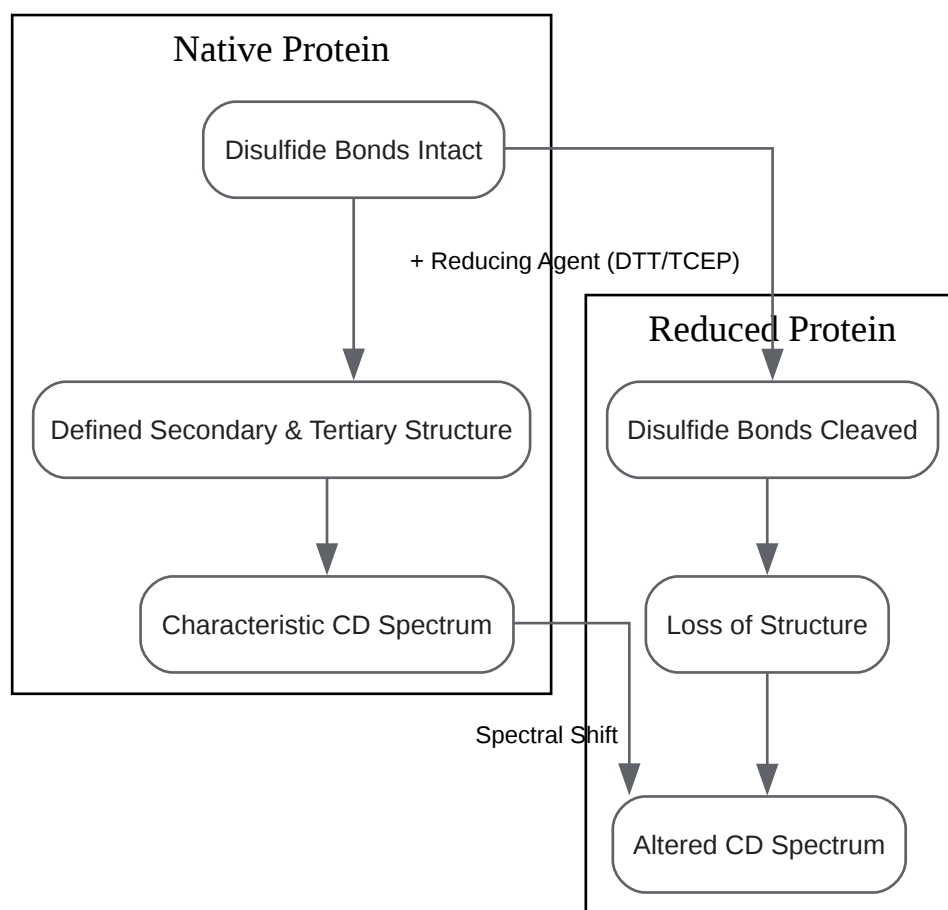 Native Protein
Disulfide Bonds Intact
+ Reducing Agent (DTT/TCEP)
Reduced Protein
Defined Secondary & Tertiary Structure
Disulfide Bonds Cleaved
Characteristic CD Spectrum
Loss of Structure
Spectral Shift
Altered CD Spectrum